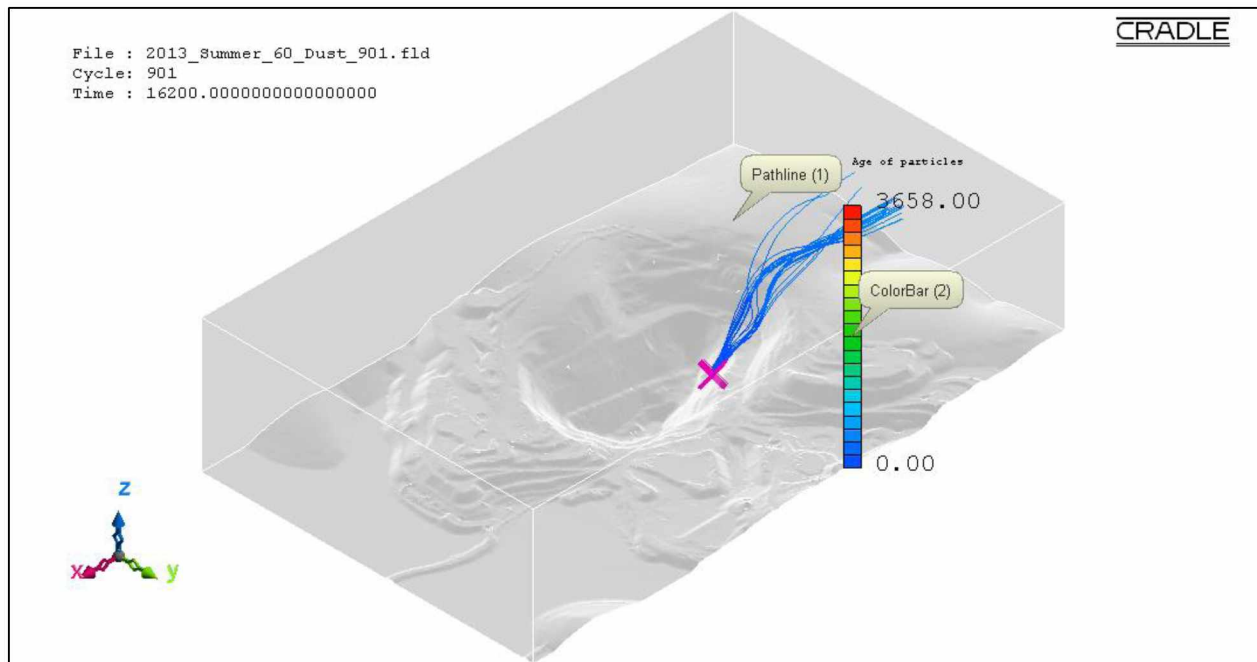 File : 2013_Summer_60_Dust_901.fld
Cycle: 901
Time : 16200.0000000000000000
CRADLE
Age of particles
Pathline (1)
3658.00
ColorBar (2)
0.00
z
x
y